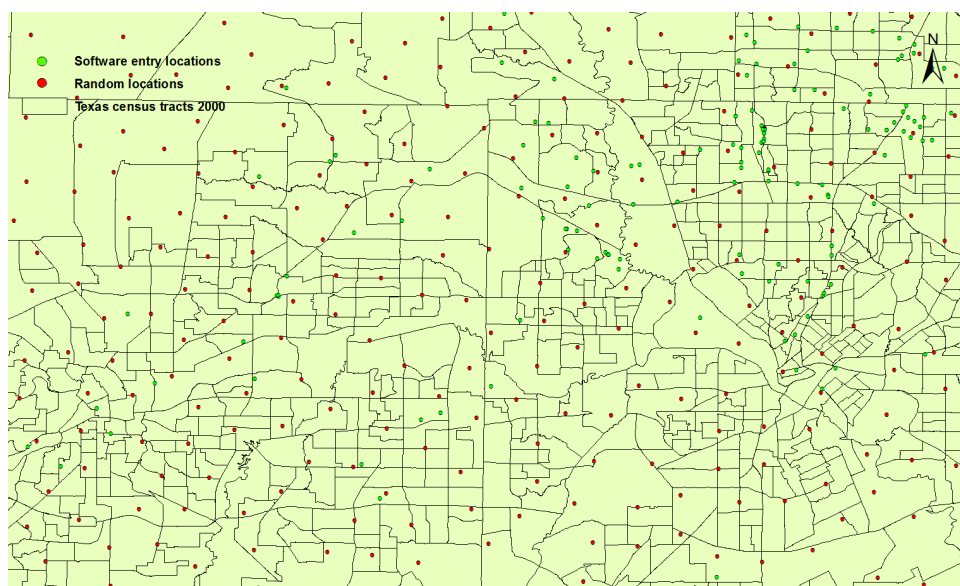 N
Software entry locations
Random locations
Texas census tracts 2000